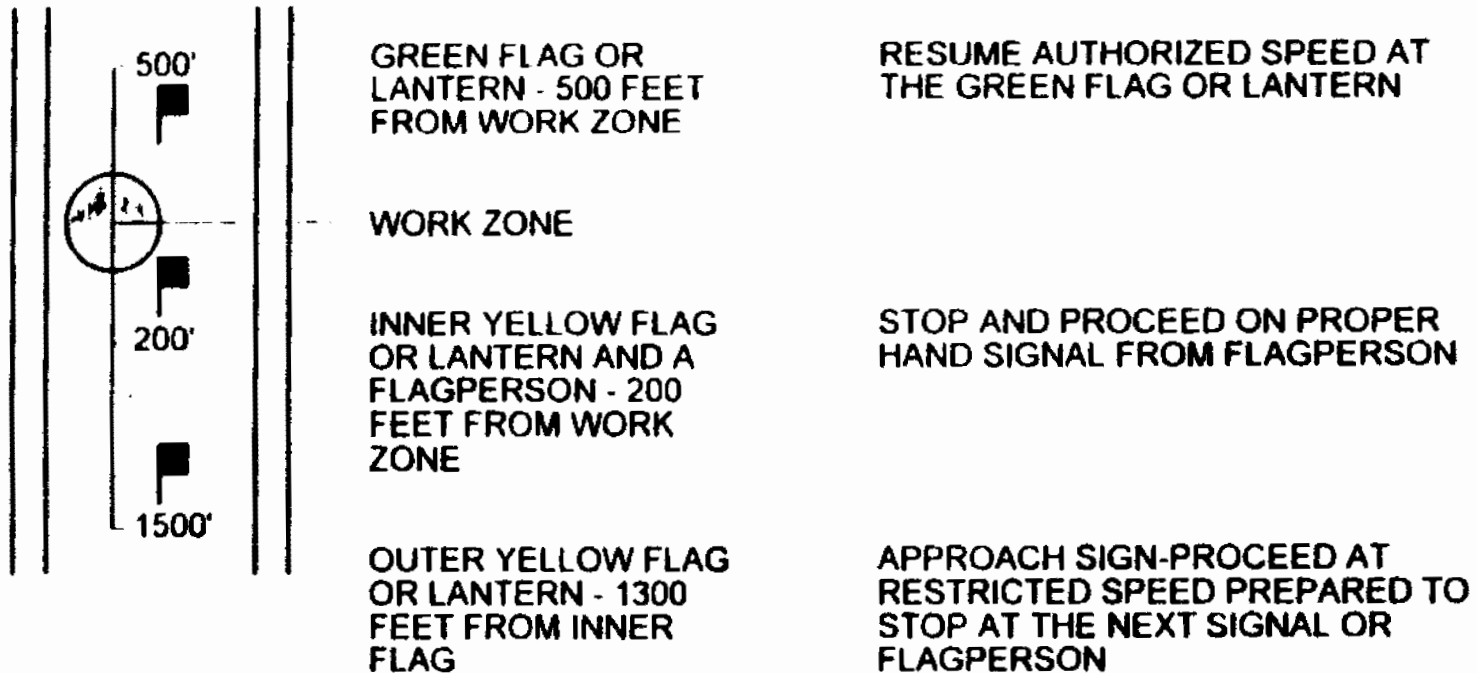 500'
200'
1500'
GREEN FLAG OR
LANTERN - 500 FEET
FROM WORK ZONE
RESUME AUTHORIZED SPEED AT
THE GREEN FLAG OR LANTERN
WORK ZONE
INNER YELLOW FLAG
OR LANTERN AND A
FLAGPERSON - 200
FEET FROM WORK
ZONE
STOP AND PROCEED ON PROPER
HAND SIGNAL FROM FLAGPERSON
OUTER YELLOW FLAG
OR LANTERN - 1300
FEET FROM INNER
FLAG
APPROACH SIGN-PROCEED AT
RESTRICTED SPEED PREPARED TO
STOP AT THE NEXT SIGNAL OR
FLAGPERSON